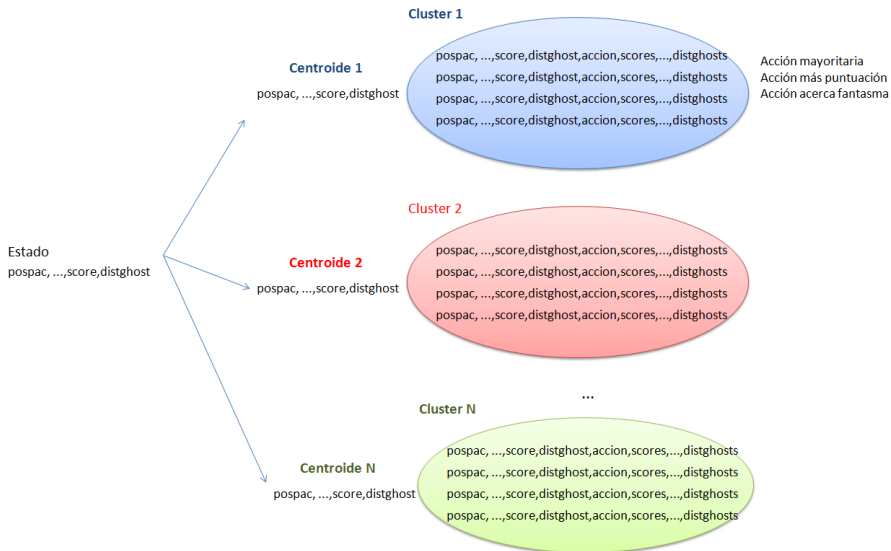 Cluster 1
Centroide 1
pospac, ...,score,distghost
pospac, ...,score,distghost,accion,scores,...,distghosts
pospac, ...,score,distghost,accion,scores,...,distghosts
pospac, ...,score,distghost,accion,scores,...,distghosts
pospac, ...,score,distghost,accion,scores,...,distghosts
Acción mayoritaria
Acción más puntuación
Acción acerca fantasma
Estado
pospac, ...,score,distghost
Cluster 2
Centroide 2
pospac, ...,score,distghost
pospac, ...,score,distghost,accion,scores,...,distghosts
pospac, ...,score,distghost,accion,scores,...,distghosts
pospac, ...,score,distghost,accion,scores,...,distghosts
pospac, ...,score,distghost,accion,scores,...,distghosts
...
Cluster N
Centroide N
pospac, ...,score,distghost
pospac, ...,score,distghost,accion,scores,...,distghosts
pospac, ...,score,distghost,accion,scores,...,distghosts
pospac, ...,score,distghost,accion,scores,...,distghosts
pospac, ...,score,distghost,accion,scores,...,distghosts